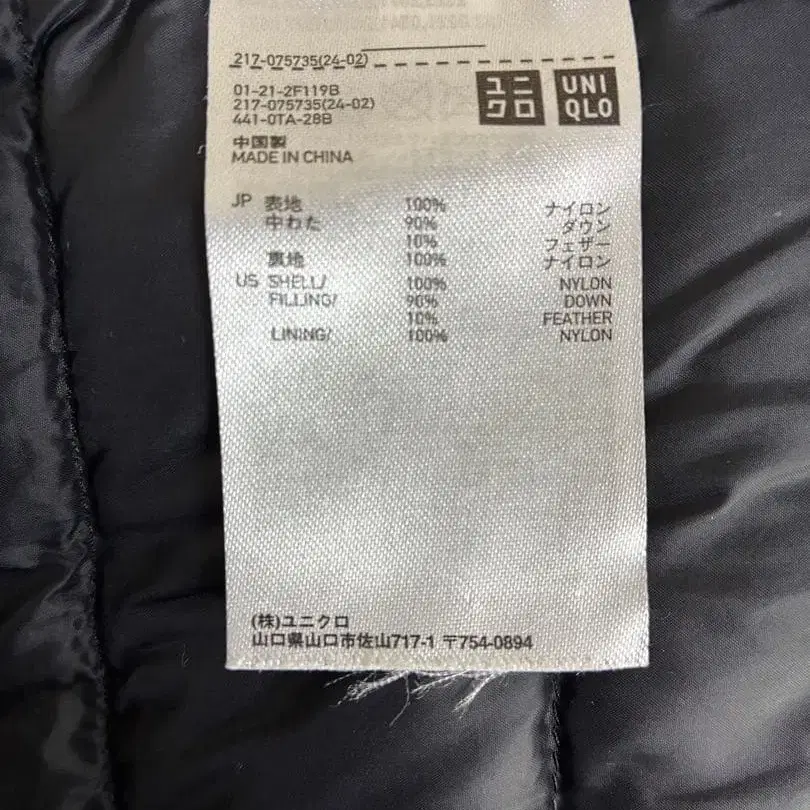 217-075735(24-02)
01-21-2F119B
217-075735(24-02)
441-0TA-28B
ユニクロ
UNIQLO
中国製
MADE IN CHINA
JP 表地 100% ナイロン
中わた 90% ダウン
10% フェザー
裏地 100% ナイロン
US SHELL/ 100% NYLON
FILLING/ 90% DOWN
10% FEATHER
LINING/ 100% NYLON
(株)ユニクロ
山口県山口市佐山717-1 〒754-0894